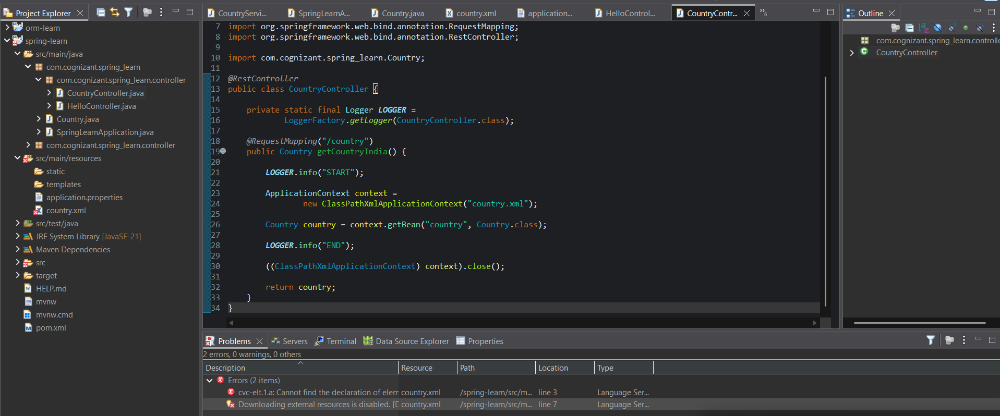 Project Explorer
orm-learn
spring-learn
src/main/java
com.cognizant.spring_learn
com.cognizant.spring_learn.controller
CountryController.java
HelloController.java
Country.java
SpringLearnApplication.java
com.cognizant.spring_learn.controller
src/main/resources
static
templates
application.properties
country.xml
src/test/java
JRE System Library [JavaSE-21]
Maven Dependencies
src
target
HELP.md
mvnw
mvnw.cmd
pom.xml
CountryServi... SpringLearnA... Country.java country.xml application... HelloControl... CountryContr... »6
7 import org.springframework.web.bind.annotation.RequestMapping;
8 import org.springframework.web.bind.annotation.RestController;
9
10 import com.cognizant.spring_learn.Country;
11
12 @RestController
13 public class CountryController {
14
15 private static final Logger LOGGER =
16 LoggerFactory.getLogger(CountryController.class);
17
18 @RequestMapping("/country")
19 public Country getCountryIndia() {
20
21 LOGGER.info("START");
22
23 ApplicationContext context =
24 new ClassPathXmlApplicationContext("country.xml");
25
26 Country country = context.getBean("country", Country.class);
27
28 LOGGER.info("END");
29
30 ((ClassPathXmlApplicationContext) context).close();
31
32 return country;
33 }
34 }
Outline
com.cognizant.spring_learn.controlle
CountryController
Problems Servers Terminal Data Source Explorer Properties
2 errors, 0 warnings, 0 others
Description Resource Path Location Type
Errors (2 items)
cvc-elt.1.a: Cannot find the declaration of elem country.xml /spring-learn/src/m... line 3 Language Ser...
Downloading external resources is disabled. [D country.xml /spring-learn/src/m... line 7 Language Ser...